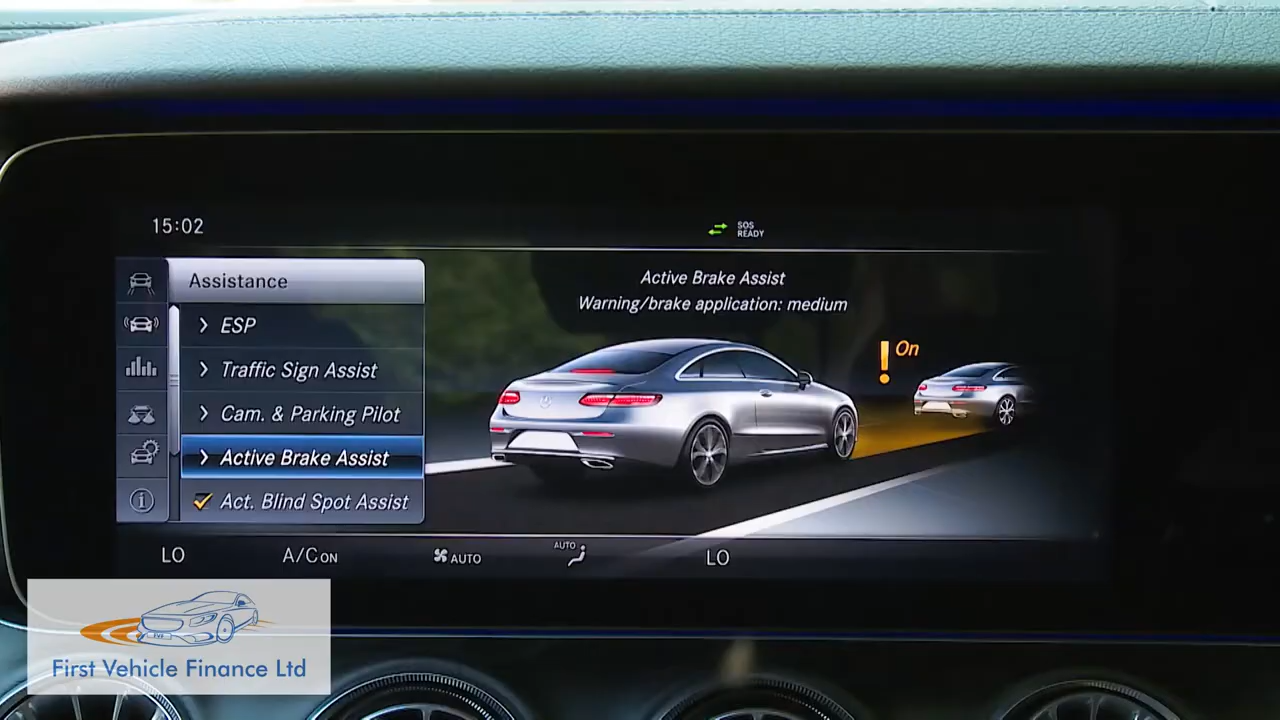 15:02
SOS
READY
Assistance
ESP
Traffic Sign Assist
Cam. & Parking Pilot
Active Brake Assist
Act. Blind Spot Assist
Active Brake Assist
Warning/brake application: medium
! On
LO
A/C ON
AUTO
AUTO
LO
First Vehicle Finance Ltd